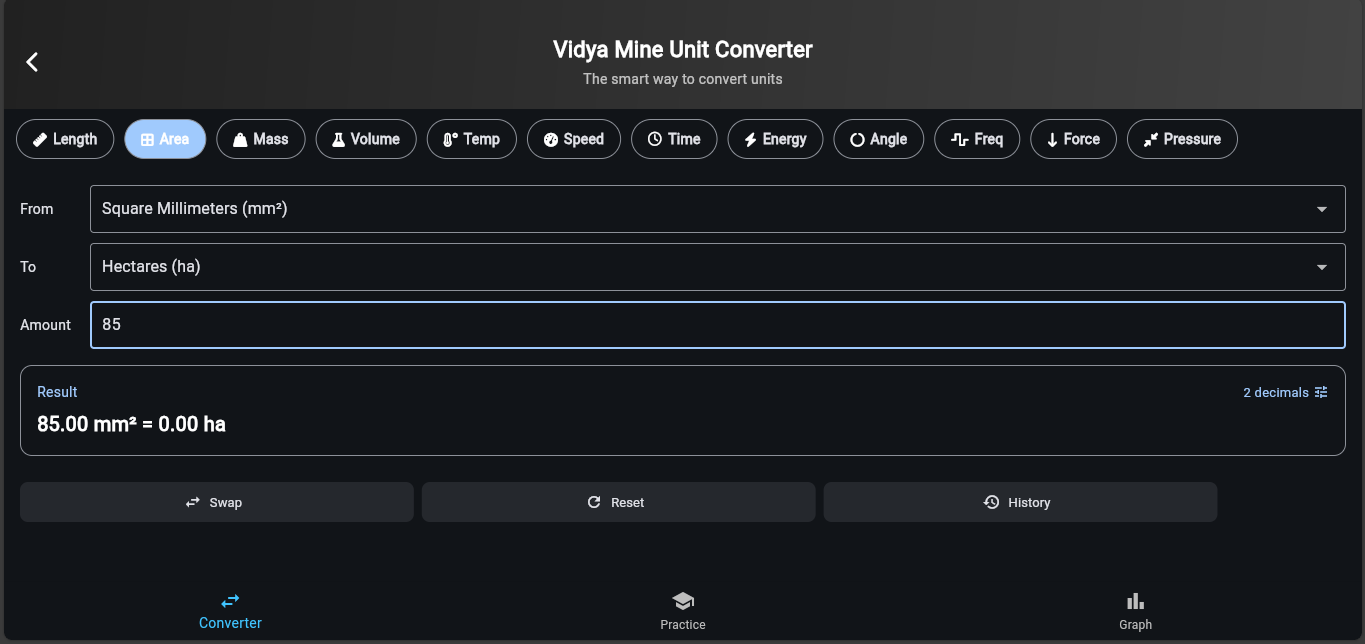 Vidya Mine Unit Converter
The smart way to convert units
Length Area Mass Volume Temp Speed Time Energy Angle Freq Force Pressure
From Square Millimeters (mm²)
To Hectares (ha)
Amount 85
Result 2 decimals
85.00 mm² = 0.00 ha
Swap Reset History
Converter Practice Graph